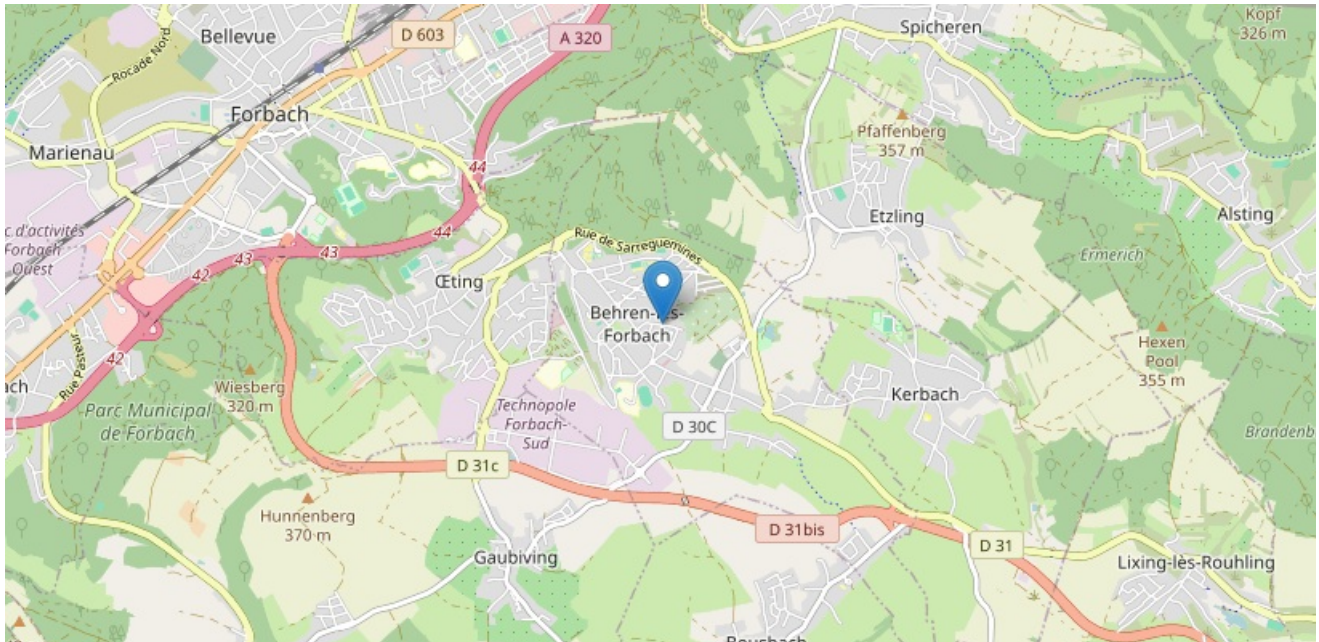 Bellevue
D 603
A 320
Spicheren
Kopf
326 m
Rocade Nord
Forbach
Pfaffenberg
357 m
Marienau
44
Etzling
Alsting
c d'activités
Forbach
Ouest
43
43
44
42
Rue de Sarreguemines
Ermerich
Œting
Behren-lès-
Forbach
Hexen
Pool
355 m
42
Rue Pasteur
ach
Wiesberg
320 m
Parc Municipal
de Forbach
Kerbach
Technopole
Forbach-
Sud
D 30C
Brandenb
D 31c
Hunnenberg
370 m
D 31bis
D 31
Gaubiving
Lixing-lès-Rouhling